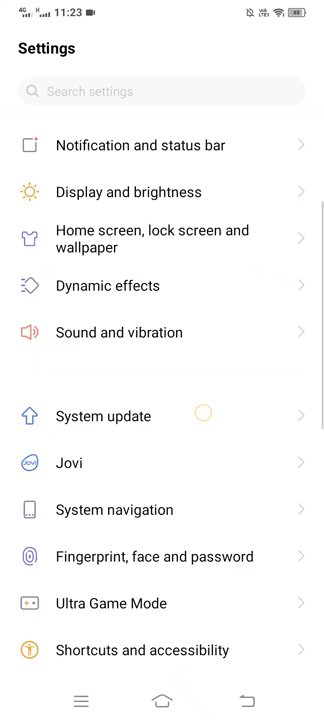 4G H 11:23
Settings
Search settings
Notification and status bar
Display and brightness
Home screen, lock screen and
wallpaper
Dynamic effects
Sound and vibration
System update
Jovi
System navigation
Fingerprint, face and password
Ultra Game Mode
Shortcuts and accessibility